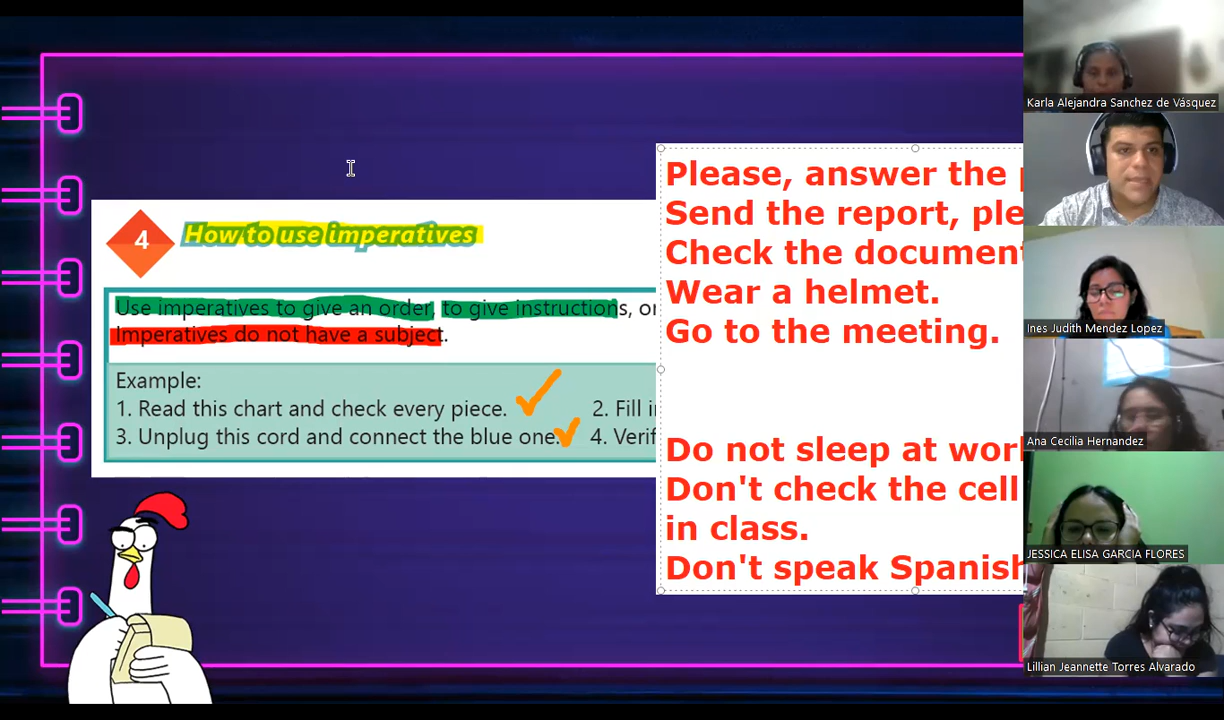 4
How to use imperatives
Use imperatives to give an order, to give instructions, or
Imperatives do not have a subject.
Example:
1. Read this chart and check every piece.
2. Fill
3. Unplug this cord and connect the blue one.
4.
Please, answer the
Send the report,
Check the document
Wear a helmet.
Go to the meeting.
Do not sleep at
Don't check the cell
in class.
Don't speak Spanish
Karla Alejandra Sanchez de Vásquez
Ines Judith Mendez Lopez
Ana Cecilia Hernandez
JESSICA ELISA GARCIA FLORES
Lillian Jeannette Torres Alvarado